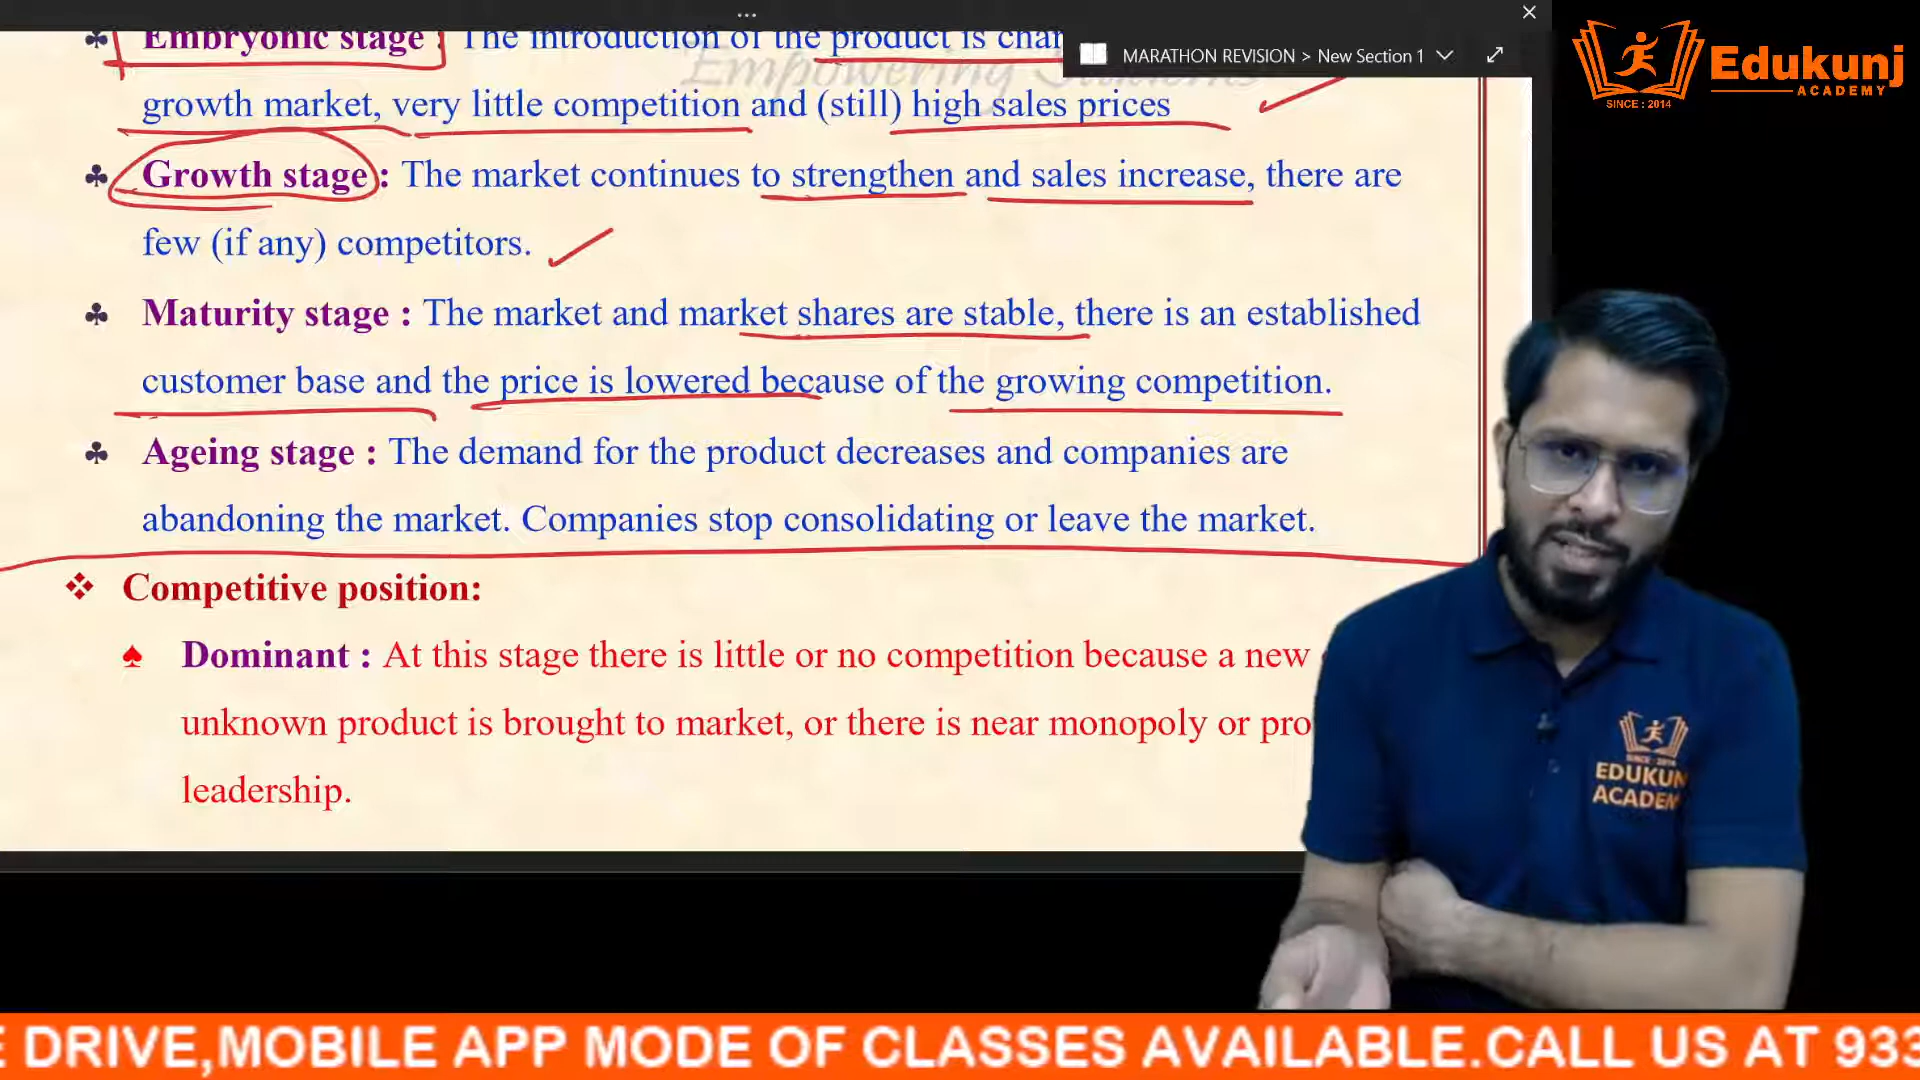 MARATHON REVISION > New Section 1
Edukunj
ACADEMY
SINCE : 2014
♣ Embryonic stage : The introduction of the product is
Empowering
growth market, very little competition and (still) high sales prices
♣ Growth stage : The market continues to strengthen and sales increase, there are
few (if any) competitors.
♣ Maturity stage : The market and market shares are stable, there is an established
customer base and the price is lowered because of the growing competition.
♣ Ageing stage : The demand for the product decreases and companies are
abandoning the market. Companies stop consolidating or leave the market.
❖ Competitive position:
♠ Dominant : At this stage there is little or no competition because a new
unknown product is brought to market, or there is near monopoly or
leadership.
SINCE : 2014
EDUKUN
ACADEM
E DRIVE,MOBILE APP MODE OF CLASSES AVAILABLE.CALL US AT 933